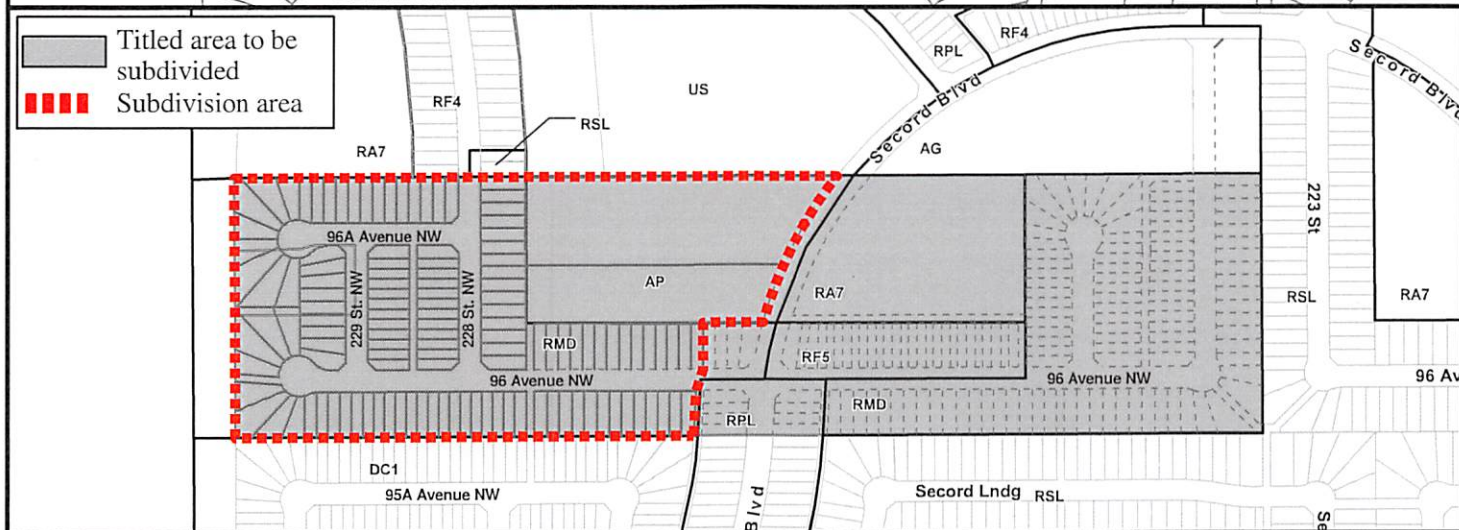 Titled area to be
subdivided
Subdivision area
RPL
RF4
Secord Blvd
RF4
US
RSL
Secord Blvd
AG
RA7
223 St
96A Avenue NW
229 St. NW
228 St. NW
AP
RA7
RSL
RA7
RMD
RF5
96 Avenue NW
96 Avenue NW
96 Av
RPL
RMD
DC1
95A Avenue NW
Blvd
Secord Lndg
RSL
Se